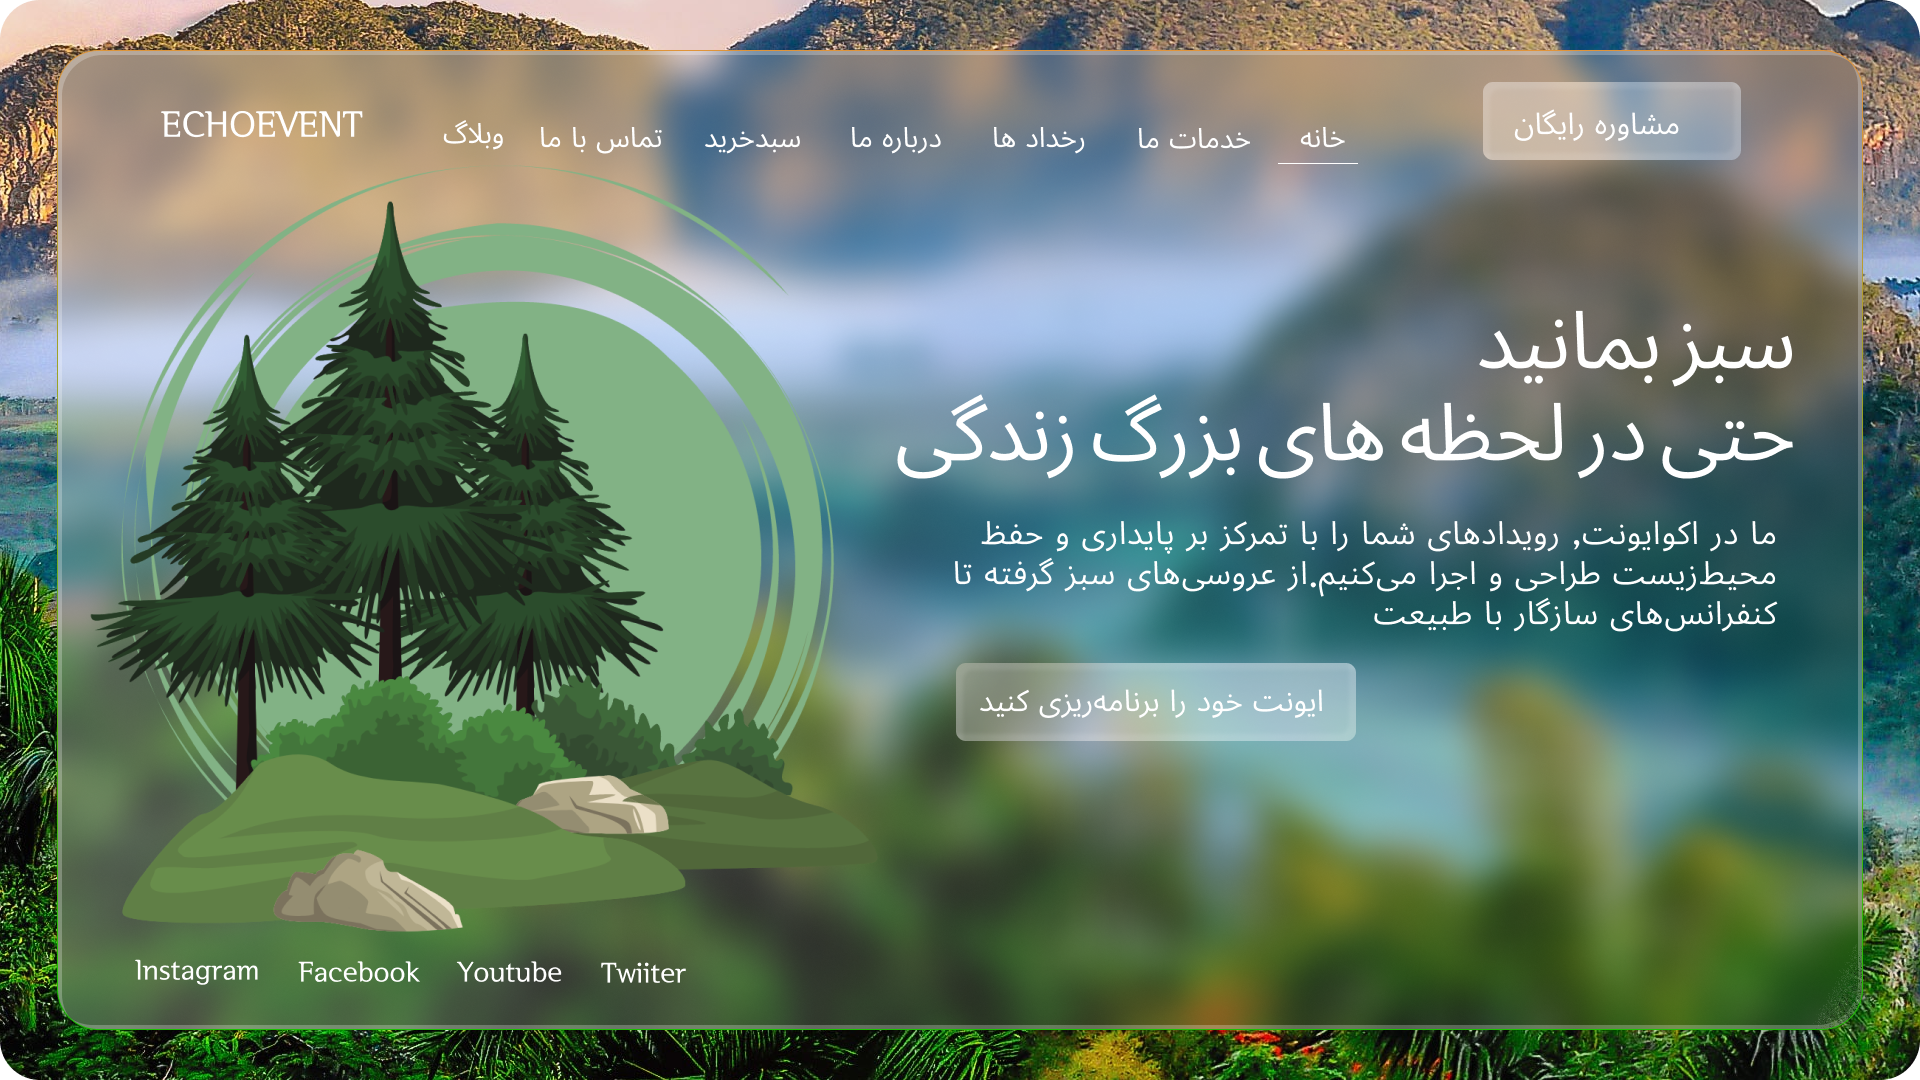 ECHOEVENT
مشاوره رایگان
خانه
خدمات ما
رخداد ها
درباره ما
سبدخرید
تماس با ما
وبلاگ
سبز بمانید
حتی در لحظه های بزرگ زندگی
ما در اکوایونت, رویدادهای شما را با تمرکز بر پایداری و حفظ
محیط‌زیست طراحی و اجرا می‌کنیم.از عروسی‌های سبز گرفته تا
کنفرانس‌های سازگار با طبیعت
ایونت خود را برنامه‌ریزی کنید
Instagram
Facebook
Youtube
Twiiter